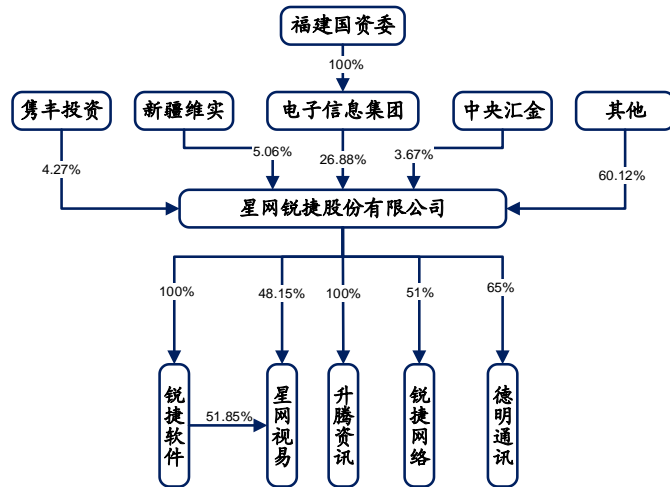 福建国资委
100%
隽丰投资
新疆维实
电子信息集团
中央汇金
其他
4.27%
5.06%
26.88%
3.67%
60.12%
星网锐捷股份有限公司
100%
48.15%
100%
51%
65%
锐捷软件
51.85%
星网视易
升腾资讯
锐捷网络
德明通讯